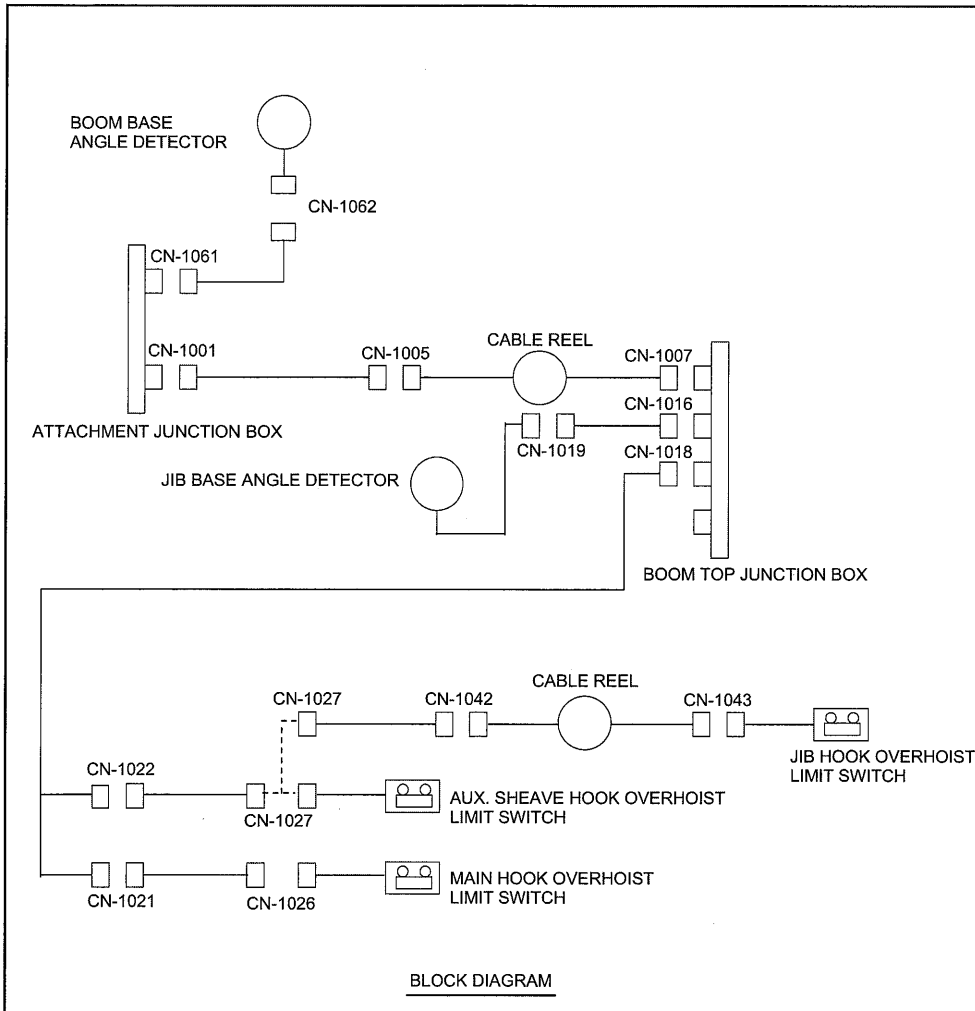 BOOM BASE
ANGLE DETECTOR
CN-1062
CN-1061
CN-1001
CN-1005
CABLE REEL
CN-1007
CN-1016
ATTACHMENT JUNCTION BOX
CN-1019
CN-1018
JIB BASE ANGLE DETECTOR
BOOM TOP JUNCTION BOX
CN-1027
CN-1042
CABLE REEL
CN-1043
JIB HOOK OVERHOIST
LIMIT SWITCH
CN-1022
CN-1027
AUX. SHEAVE HOOK OVERHOIST
LIMIT SWITCH
CN-1021
CN-1026
MAIN HOOK OVERHOIST
LIMIT SWITCH
BLOCK DIAGRAM